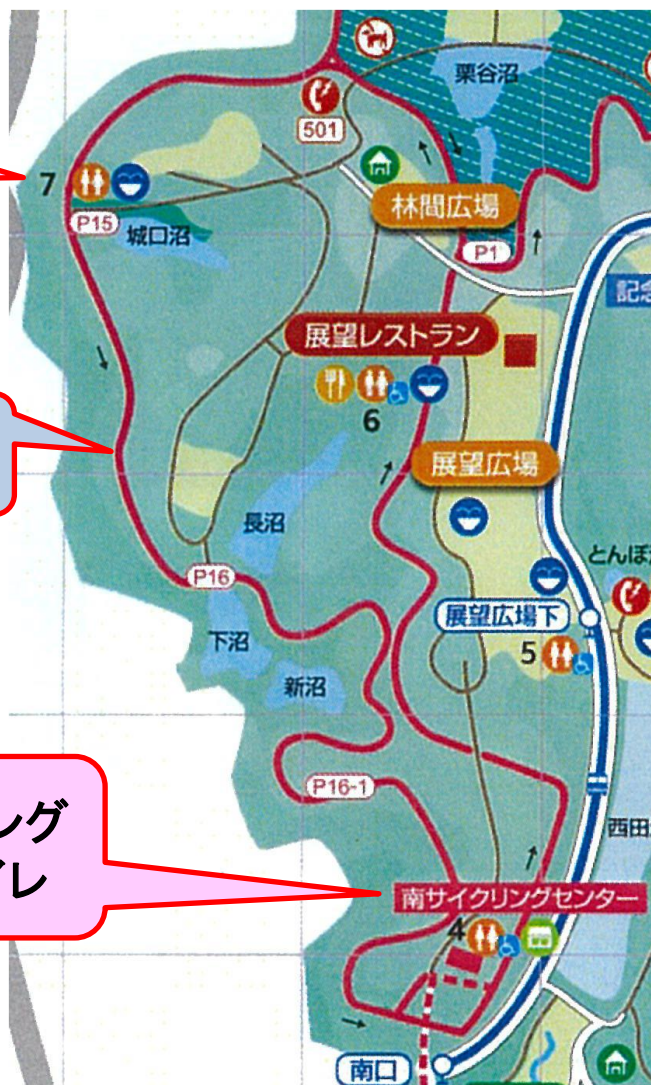 栗谷沼
501
7
林間広場
P15
城口沼
P1
記念
展望レストラン
6
展望広場
長沼
とんぼ
P16
展望広場下
下沼
5
新沼
P16-1
ング
イレ
西田
南サイクリングセンター
4
南口